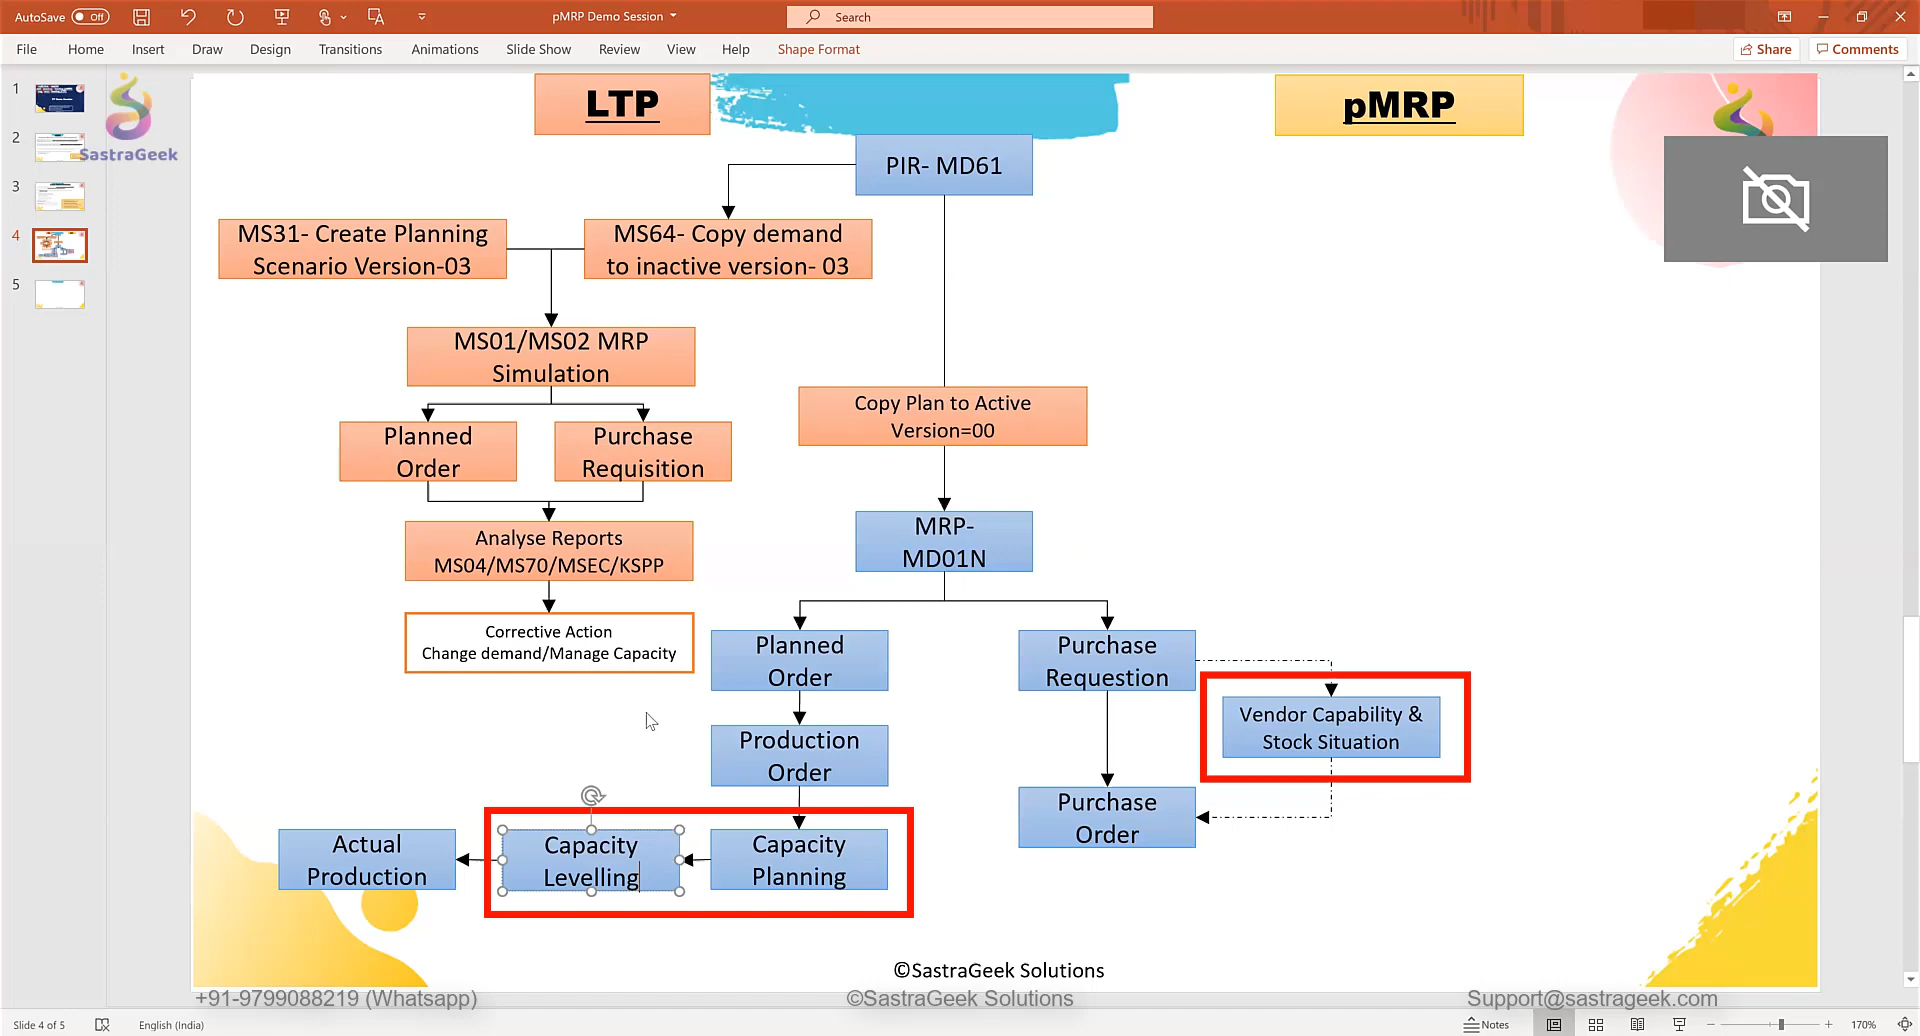 AutoSave Off
pMRP Demo Session
Search
File Home Insert Draw Design Transitions Animations Slide Show Review View Help Shape Format
Share Comments
1
2
3
4
5
SastraGeek
LTP
pMRP
PIR- MD61
MS31- Create Planning
Scenario Version-03
MS64- Copy demand
to inactive version- 03
MS01/MS02 MRP
Simulation
Planned
Order
Purchase
Requisition
Copy Plan to Active
Version=00
Analyse Reports
MS04/MS70/MSEC/KSPP
MRP-
MD01N
Corrective Action
Change demand/Manage Capacity
Planned
Order
Purchase
Requestion
Vendor Capability &
Stock Situation
Production
Order
Purchase
Order
Actual
Production
Capacity
Levelling
Capacity
Planning
©SastraGeek Solutions
+91-9799088219 (Whatsapp)
©SastraGeek Solutions
Support@sastrageek.com
Slide 4 of 5
English (India)
Notes
170%